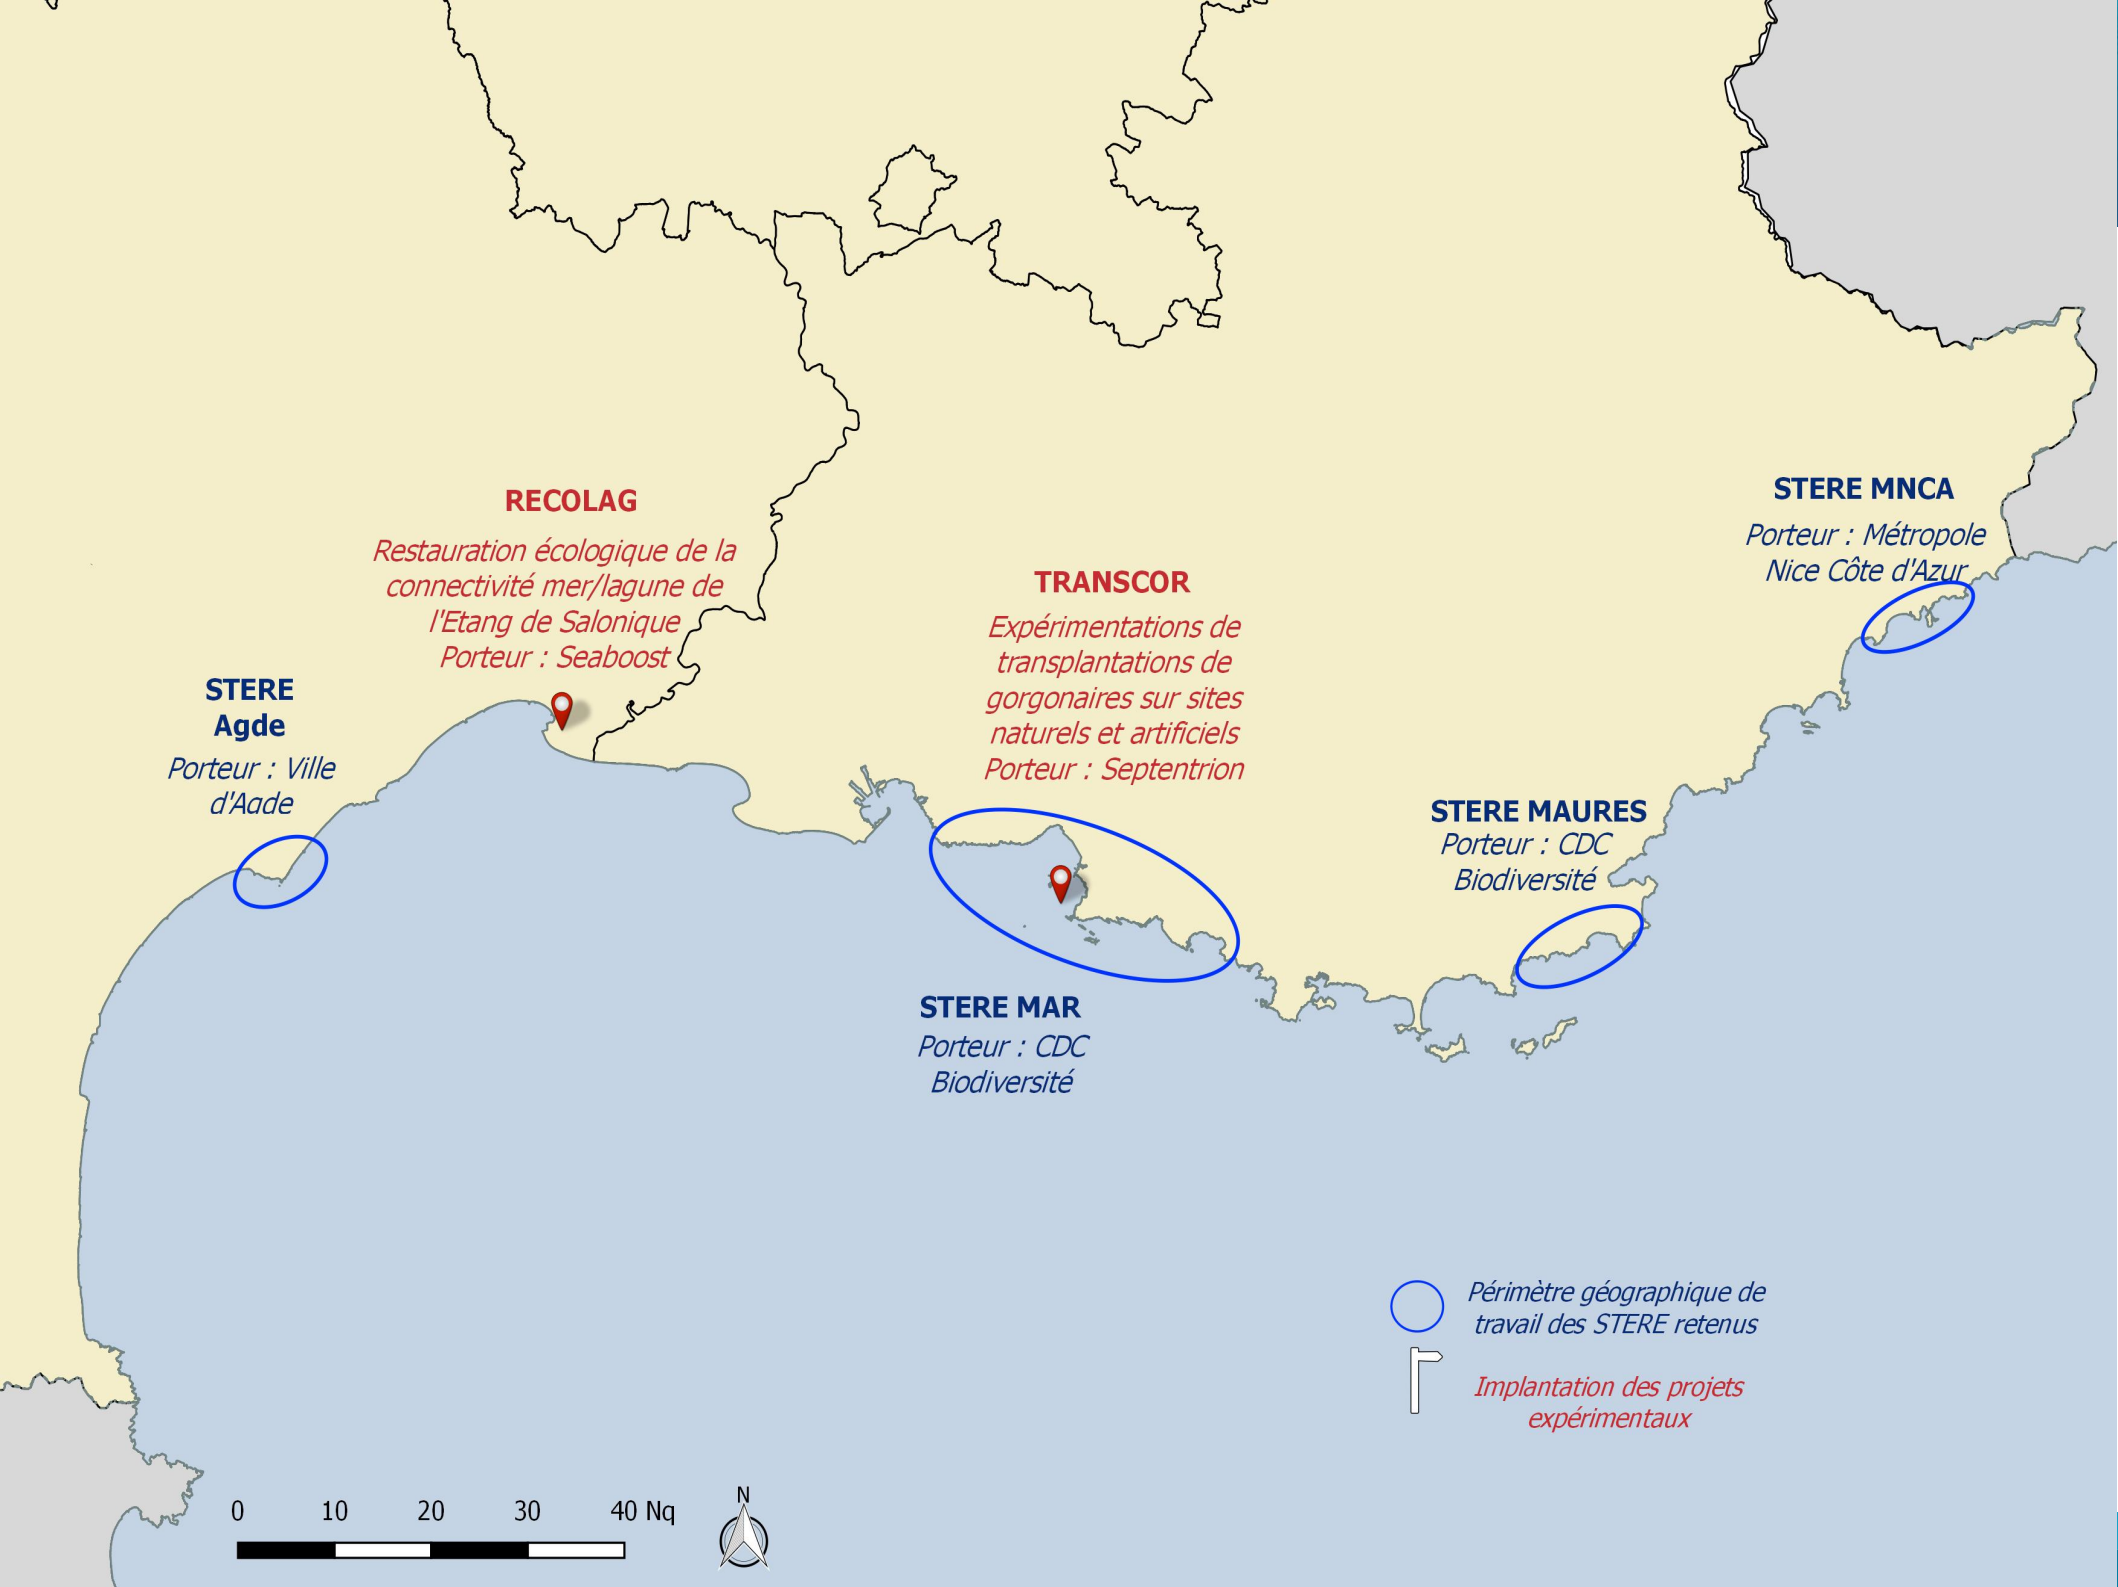 RECOLAG
Restauration écologique de la
connectivité mer/lagune de
l'Etang de Salonique
Porteur : Seaboost
STERE
Agde
Porteur : Ville
d'Agde
TRANSCOR
Expérimentations de
transplantations de
gorgonaires sur sites
naturels et artificiels
Porteur : Septentrion
STERE MNCA
Porteur : Métropole
Nice Côte d'Azur
STERE MAURES
Porteur : CDC
Biodiversité
STERE MAR
Porteur : CDC
Biodiversité
Périmètre géographique de
travail des STERE retenus
Implantation des projets
expérimentaux
0 10 20 30 40 Nq
N